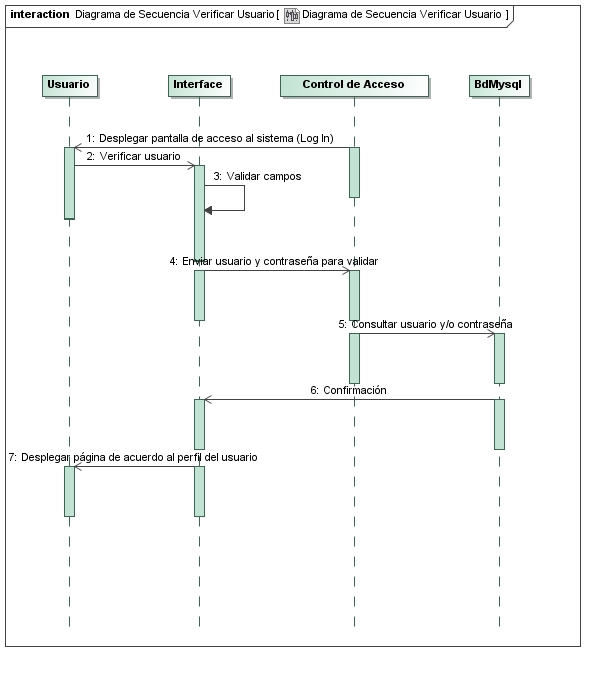 interaction Diagrama de Secuencia Verificar Usuario [ Diagrama de Secuencia Verificar Usuario ]
Usuario Interface Control de Acceso BdMysql
1: Desplegar pantalla de acceso al sistema (Log In)
2: Verificar usuario
3: Validar campos
4: Enviar usuario y contraseña para validar
5: Consultar usuario y/o contraseña
6: Confirmación
7: Desplegar página de acuerdo al perfil del usuario